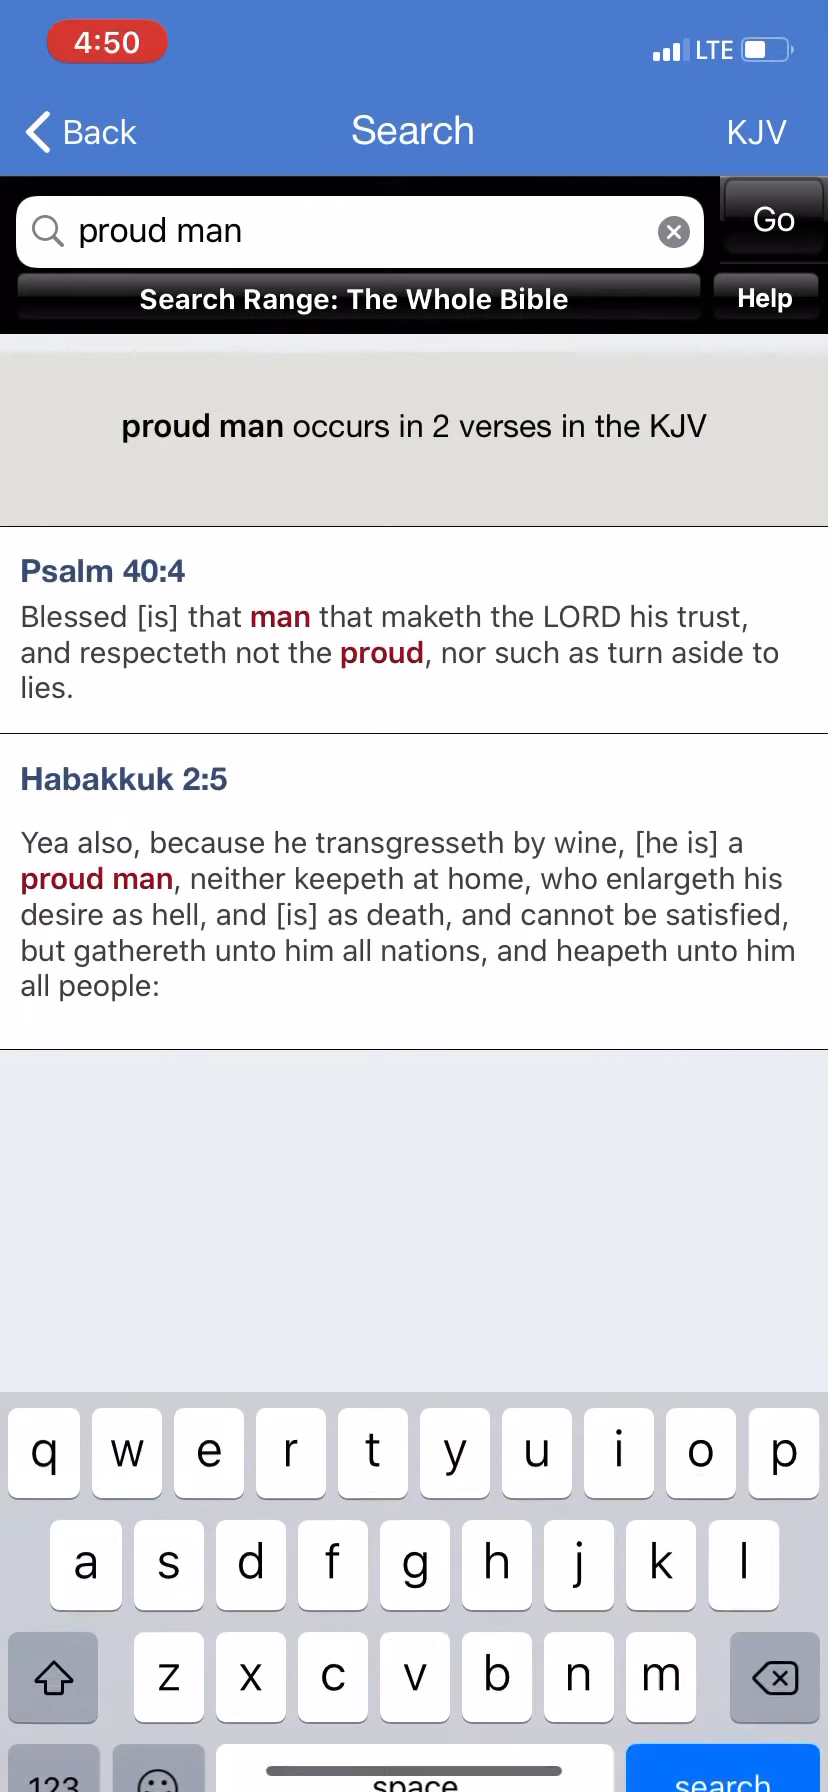 4:50
LTE
Back
Search
KJV
proud man
Go
Search Range: The Whole Bible
Help
proud man occurs in 2 verses in the KJV
Psalm 40:4
Blessed [is] that man that maketh the LORD his trust,
and respecteth not the proud, nor such as turn aside to
lies.
Habakkuk 2:5
Yea also, because he transgresseth by wine, [he is] a
proud man, neither keepeth at home, who enlargeth his
desire as hell, and [is] as death, and cannot be satisfied,
but gathereth unto him all nations, and heapeth unto him
all people:
q w e r t y u i o p
a s d f g h j k l
z x c v b n m
123 space search